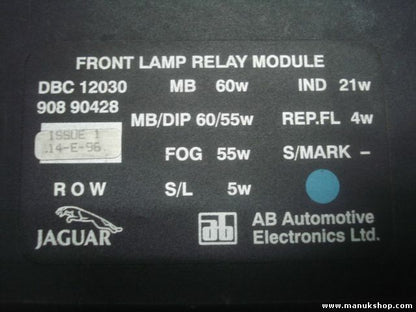 FRONT LAMP RELAY MODULE
DBC 12030 MB 60w IND 21w
908 90428
MB/DIP 60/55w REP.FL 4w
ISSUE 1
14-E-96
FOG 55w S/MARK –
ROW S/L 5w
JAGUAR
ab AB Automotive
Electronics Ltd.
www.manukshop.com